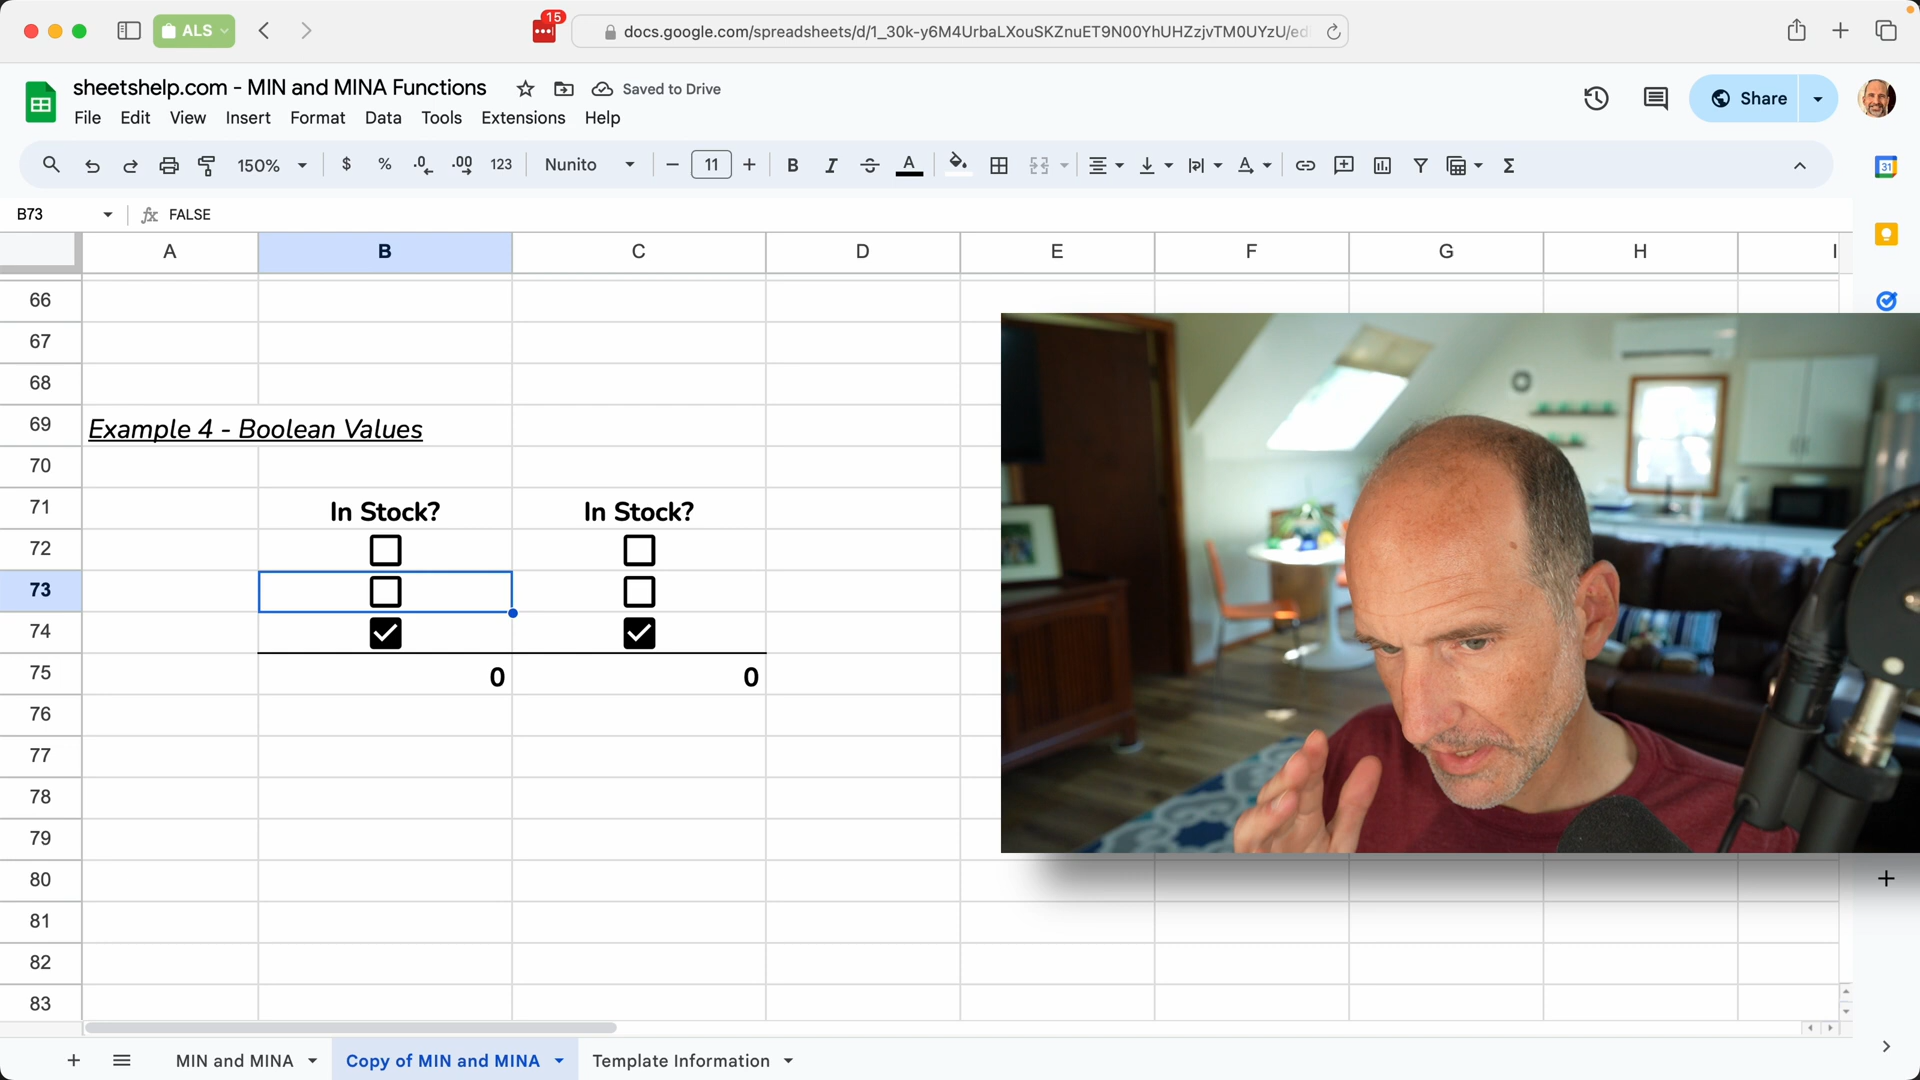 ALS
15
docs.google.com/spreadsheets/d/1_30k-y6M4UrbaLXouSKZnuET9N00YhUHZzjvTM0UYzU/ed
sheetshelp.com - MIN and MINA Functions
Saved to Drive
File Edit View Insert Format Data Tools Extensions Help
Share
150% $ % .0 .00 123 Nunito 11 B I A Σ
31
B73 fx FALSE
A B C D E F G H I
66
67
68
69 Example 4 - Boolean Values
70
71 In Stock? In Stock?
72
73
74
75 0 0
76
77
78
79
80
81
82
83
MIN and MINA Copy of MIN and MINA Template Information